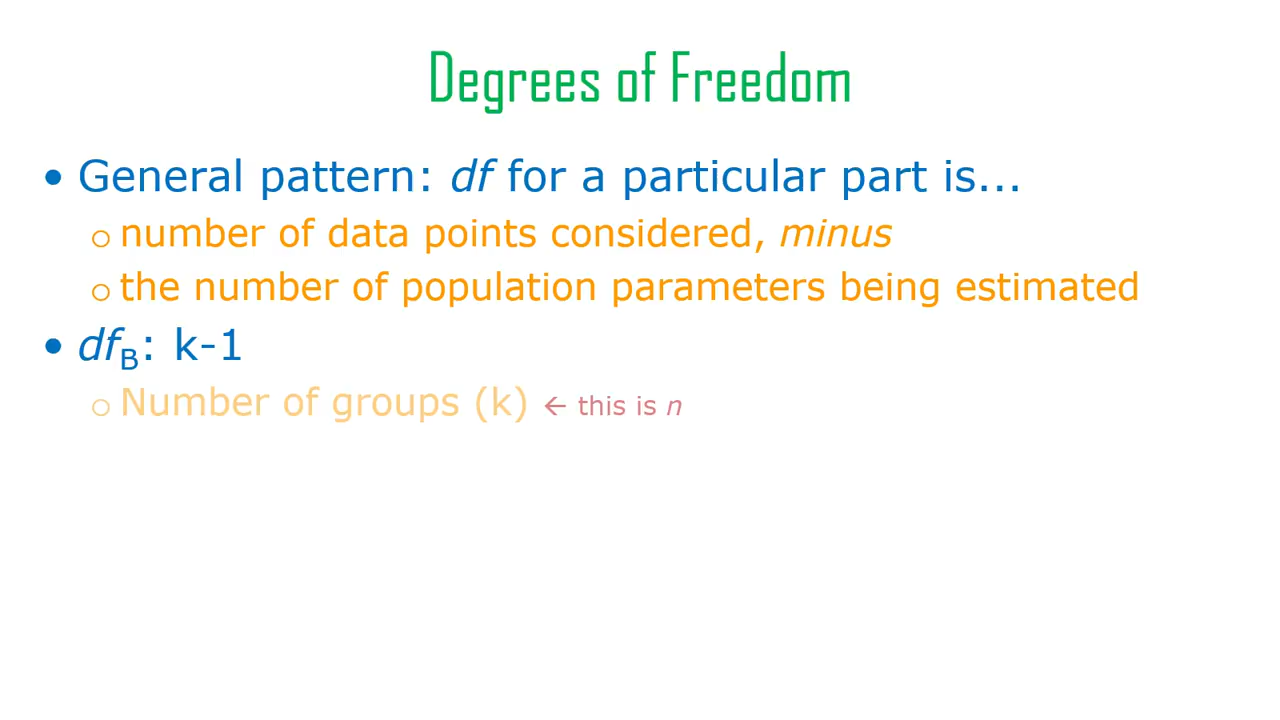 Degrees of Freedom
• General pattern: df for a particular part is...
o number of data points considered, minus
o the number of population parameters being estimated
• df_B: k-1
o Number of groups (k) ← this is n